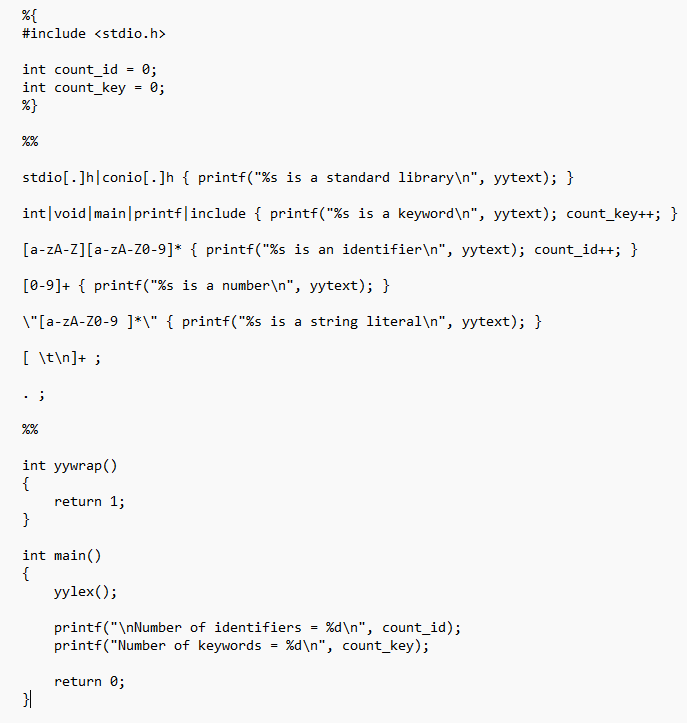 %{
#include <stdio.h>

int count_id = 0;
int count_key = 0;
%}

%%

stdio[.]h|conio[.]h { printf("%s is a standard library\n", yytext); }

int|void|main|printf|include { printf("%s is a keyword\n", yytext); count_key++; }

[a-zA-Z][a-zA-Z0-9]* { printf("%s is an identifier\n", yytext); count_id++; }

[0-9]+ { printf("%s is a number\n", yytext); }

\"[a-zA-Z0-9 ]*\" { printf("%s is a string literal\n", yytext); }

[ \t\n]+ ;

. ;

%%

int yywrap()
{
    return 1;
}

int main()
{
    yylex();

    printf("\nNumber of identifiers = %d\n", count_id);
    printf("Number of keywords = %d\n", count_key);

    return 0;
}